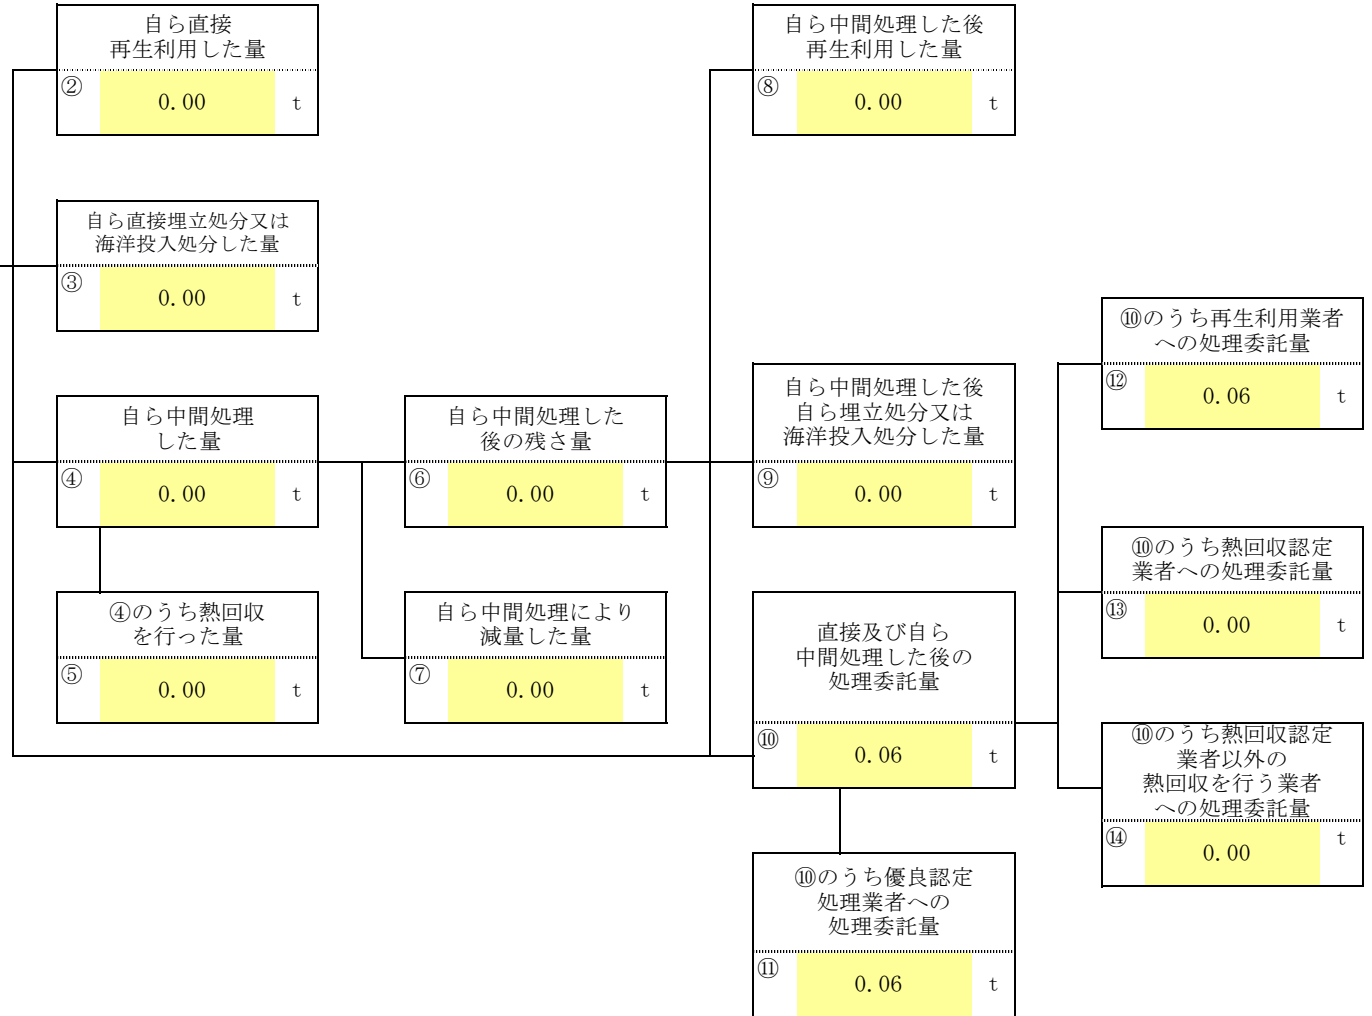 自ら直接
再生利用した量
② 0.00 t
自ら中間処理した後
再生利用した量
⑧ 0.00 t
自ら直接埋立処分又は
海洋投入処分した量
③ 0.00 t
⑩のうち再生利用業者
への処理委託量
⑫ 0.06 t
自ら中間処理
した量
④ 0.00 t
自ら中間処理した
後の残さ量
⑥ 0.00 t
自ら中間処理した後
自ら埋立処分又は
海洋投入処分した量
⑨ 0.00 t
⑩のうち熱回収認定
業者への処理委託量
⑬ 0.00 t
④のうち熱回収
を行った量
⑤ 0.00 t
自ら中間処理により
減量した量
⑦ 0.00 t
直接及び自ら
中間処理した後の
処理委託量
⑩ 0.06 t
⑩のうち熱回収認定
業者以外の
熱回収を行う業者
への処理委託量
⑭ 0.00 t
⑩のうち優良認定
処理業者への
処理委託量
⑪ 0.06 t